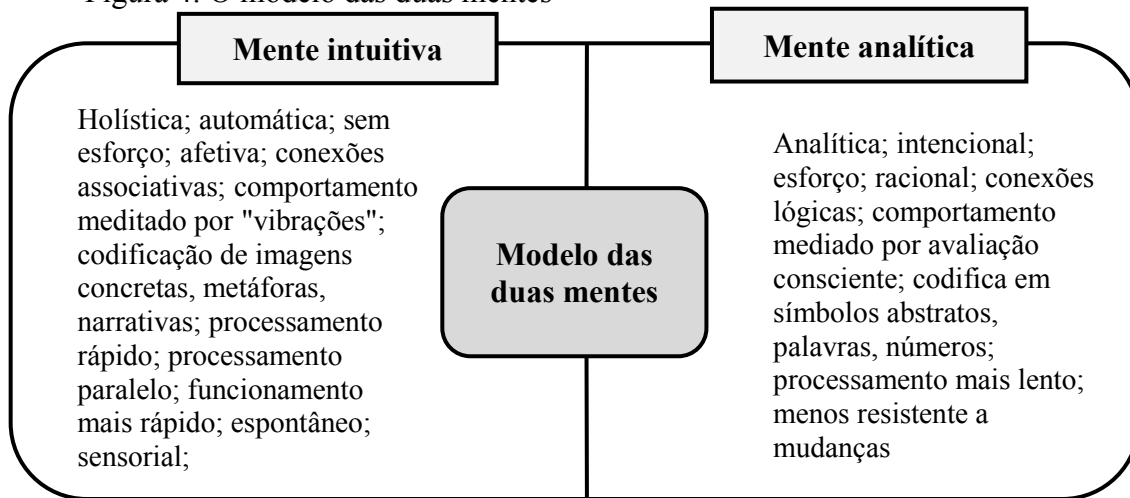 Figura 4: O modelo das duas mentes
Mente intuitiva
Holística; automática; sem
esforço; afetiva; conexões
associativas; comportamento
meditado por "vibrações";
codificação de imagens
concretas, metáforas,
narrativas; processamento
rápido; processamento
paralelo; funcionamento
mais rápido; espontâneo;
sensorial;
Modelo das
duas mentes
Mente analítica
Analítica; intencional;
esforço; racional; conexões
lógicas; comportamento
mediado por avaliação
consciente; codifica em
símbolos abstratos,
palavras, números;
processamento mais lento;
menos resistente a
mudanças